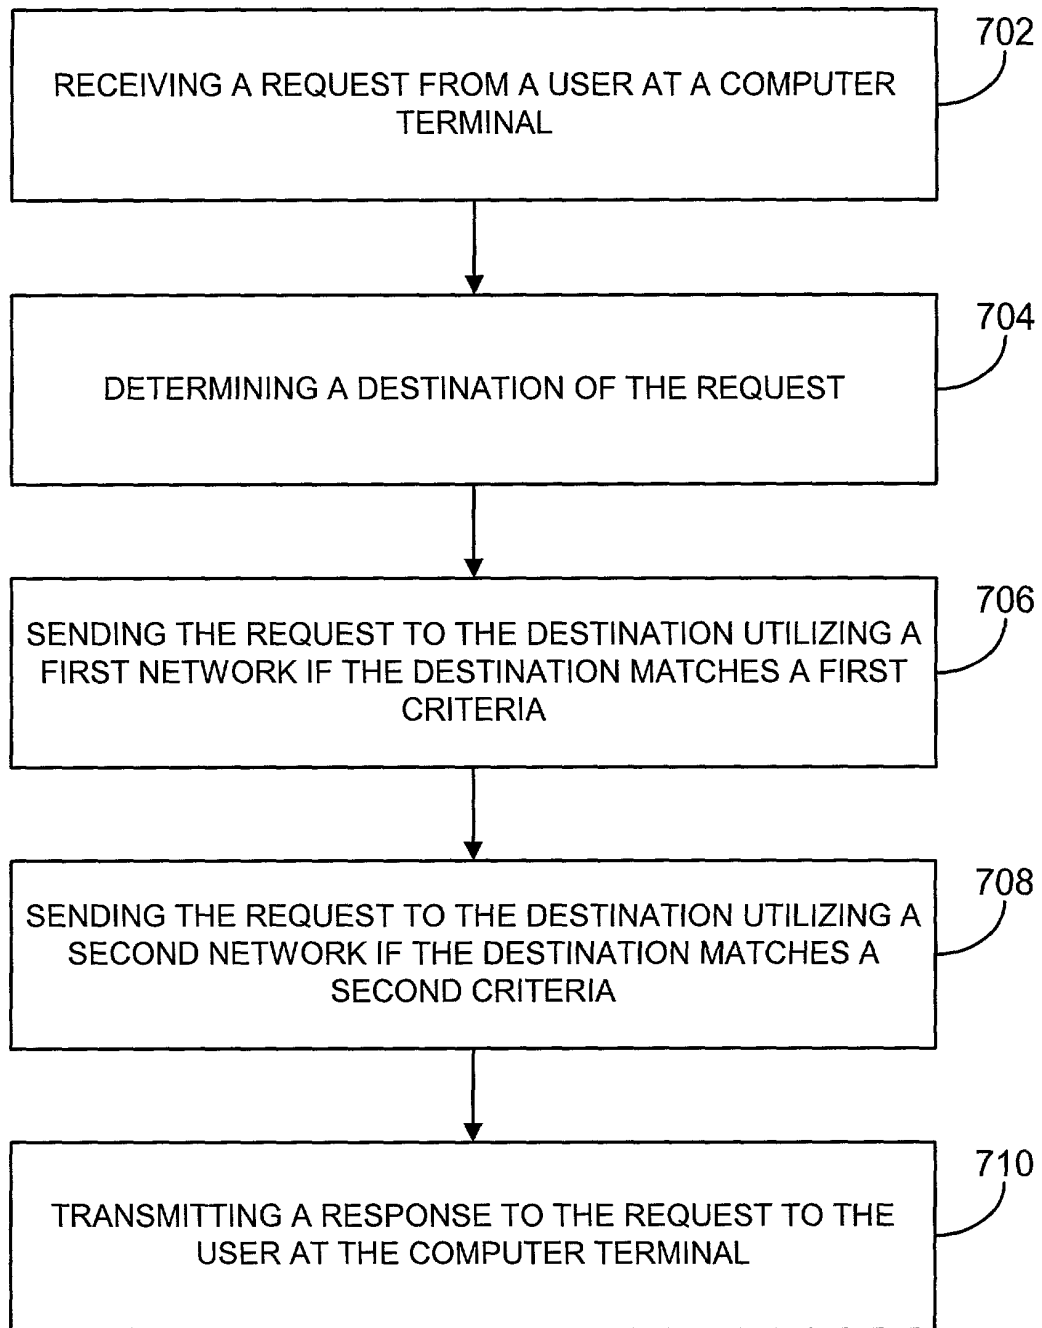 702
RECEIVING A REQUEST FROM A USER AT A COMPUTER
TERMINAL
704
DETERMINING A DESTINATION OF THE REQUEST
706
SENDING THE REQUEST TO THE DESTINATION UTILIZING A
FIRST NETWORK IF THE DESTINATION MATCHES A FIRST
CRITERIA
708
SENDING THE REQUEST TO THE DESTINATION UTILIZING A
SECOND NETWORK IF THE DESTINATION MATCHES A
SECOND CRITERIA
710
TRANSMITTING A RESPONSE TO THE REQUEST TO THE
USER AT THE COMPUTER TERMINAL